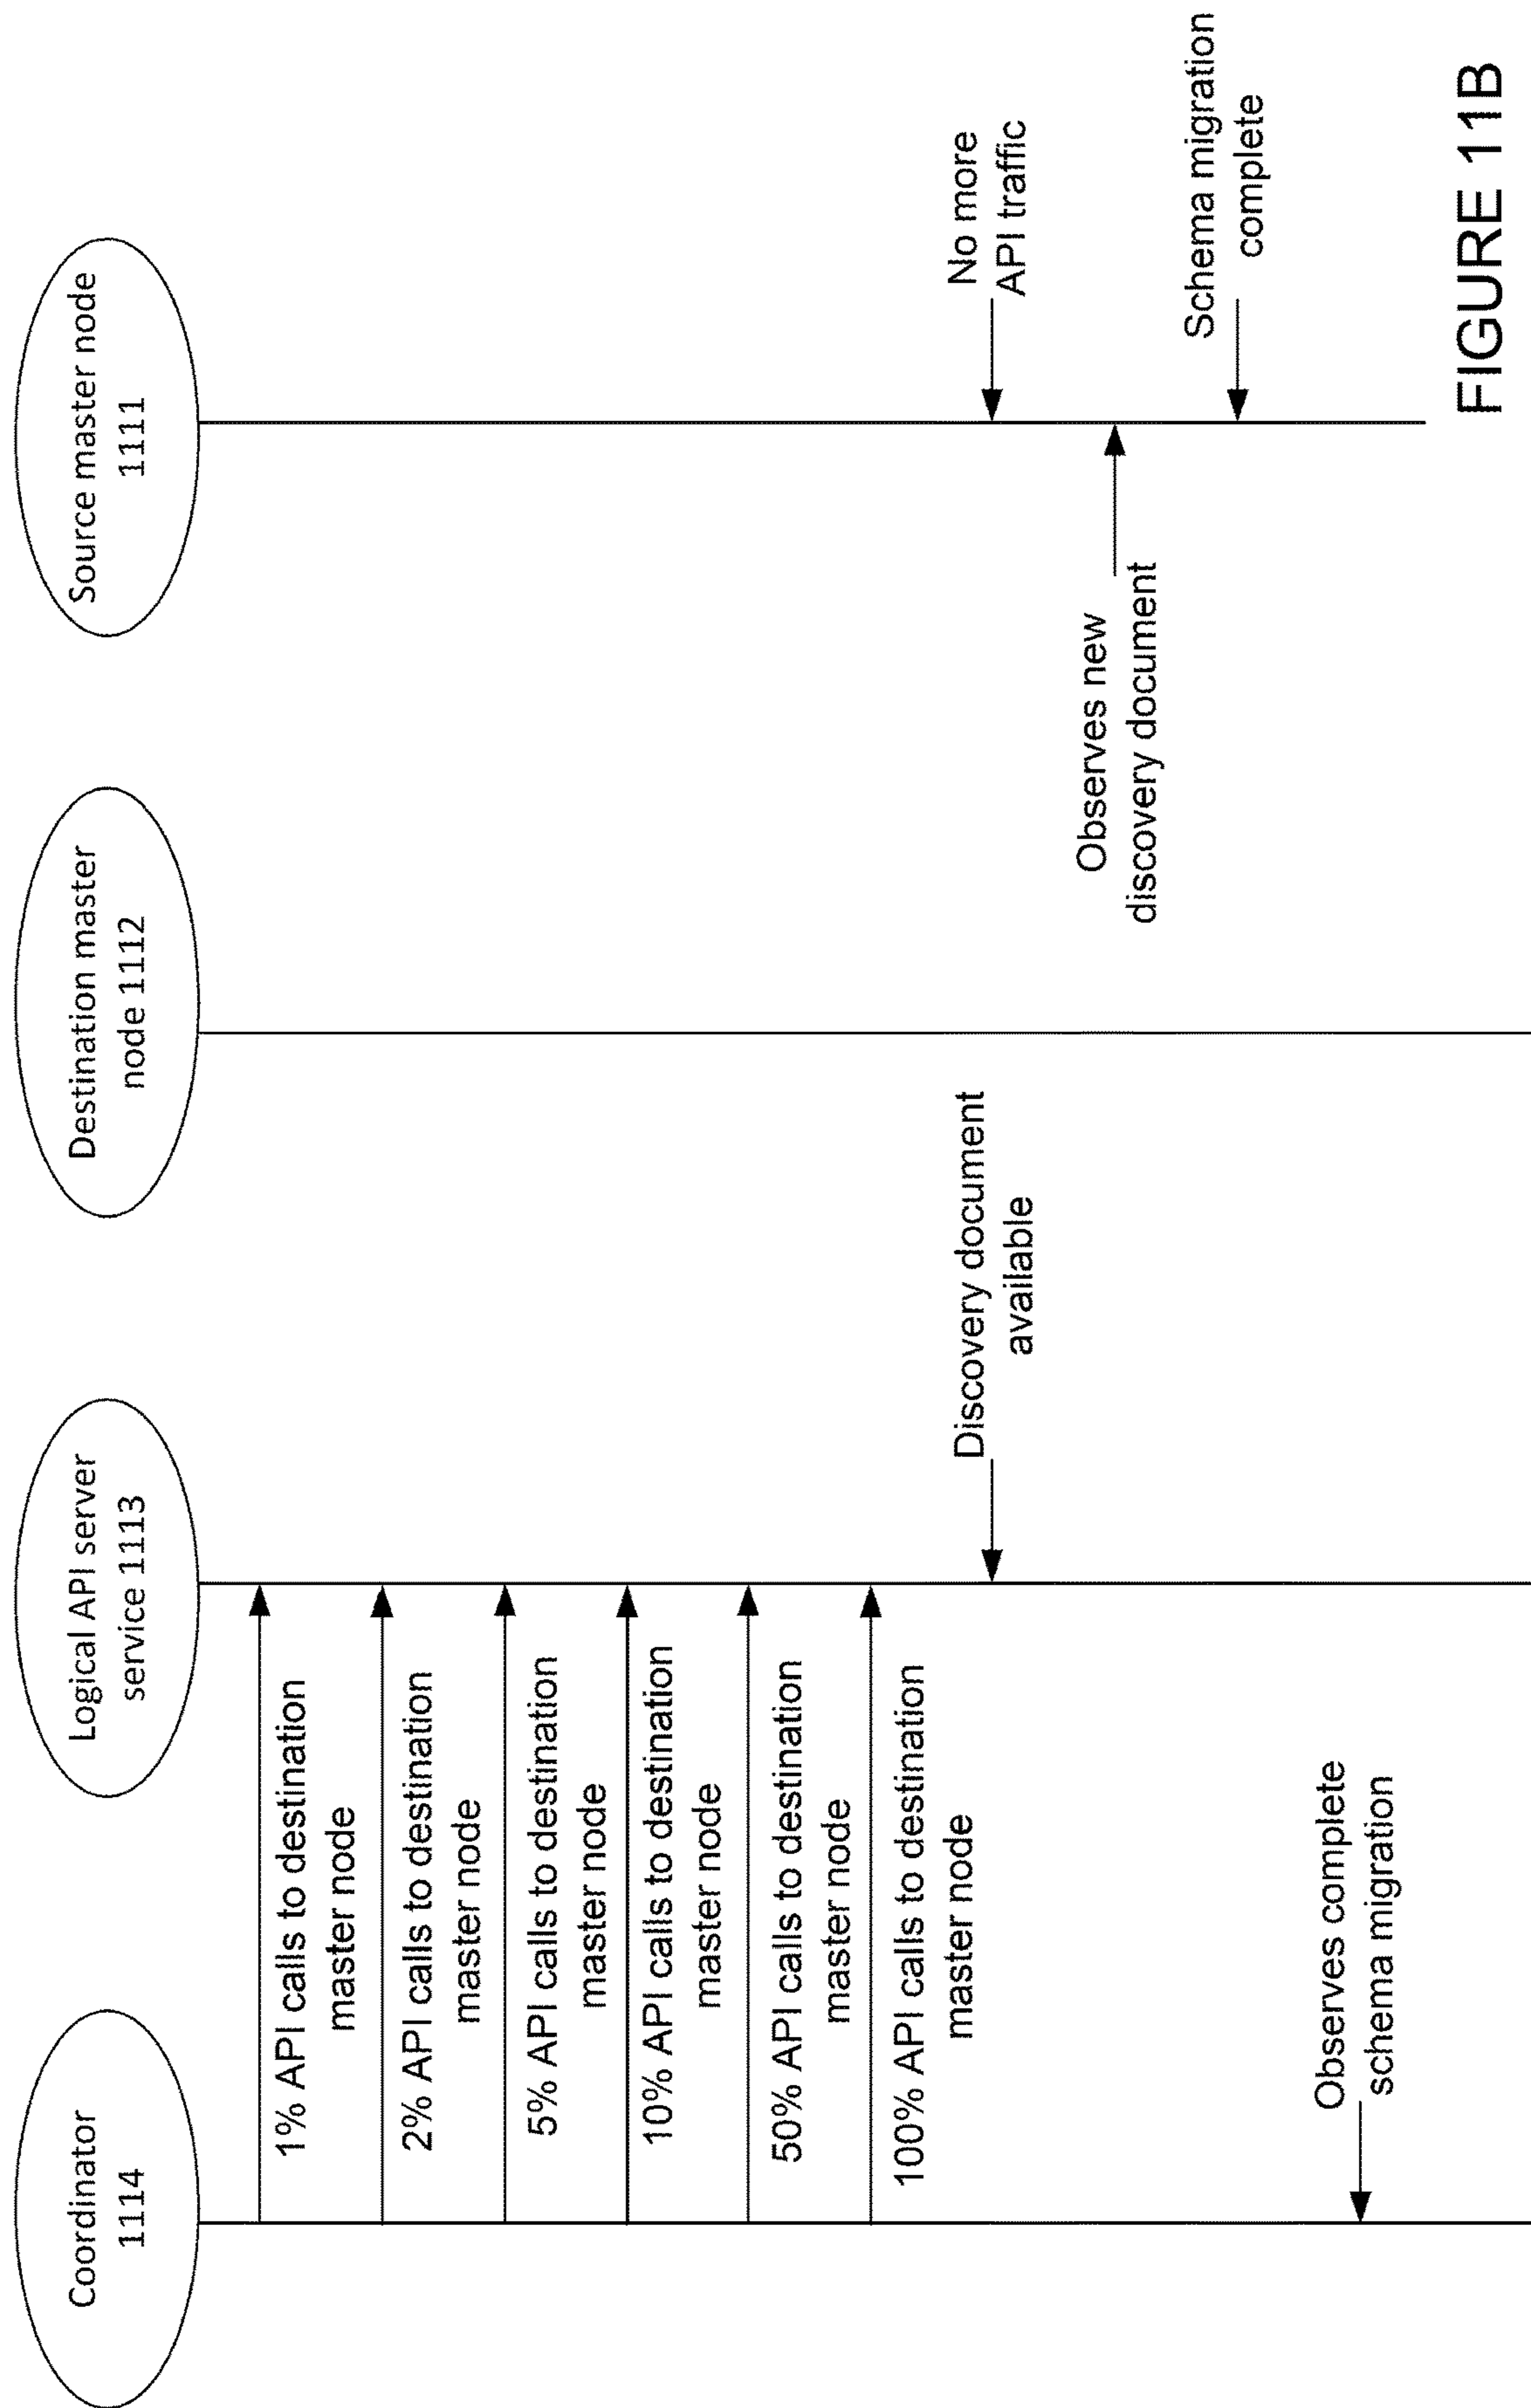 Coordinator
1114
Logical API server
service 1113
Destination master
node 1112
Source master node
1111
1% API calls to destination
master node
2% API calls to destination
master node
5% API calls to destination
master node
10% API calls to destination
master node
50% API calls to destination
master node
100% API calls to destination
master node
Discovery document
available
No more
API traffic
Observes new
discovery document
Schema migration
complete
Observes complete
schema migration
FIGURE 11B